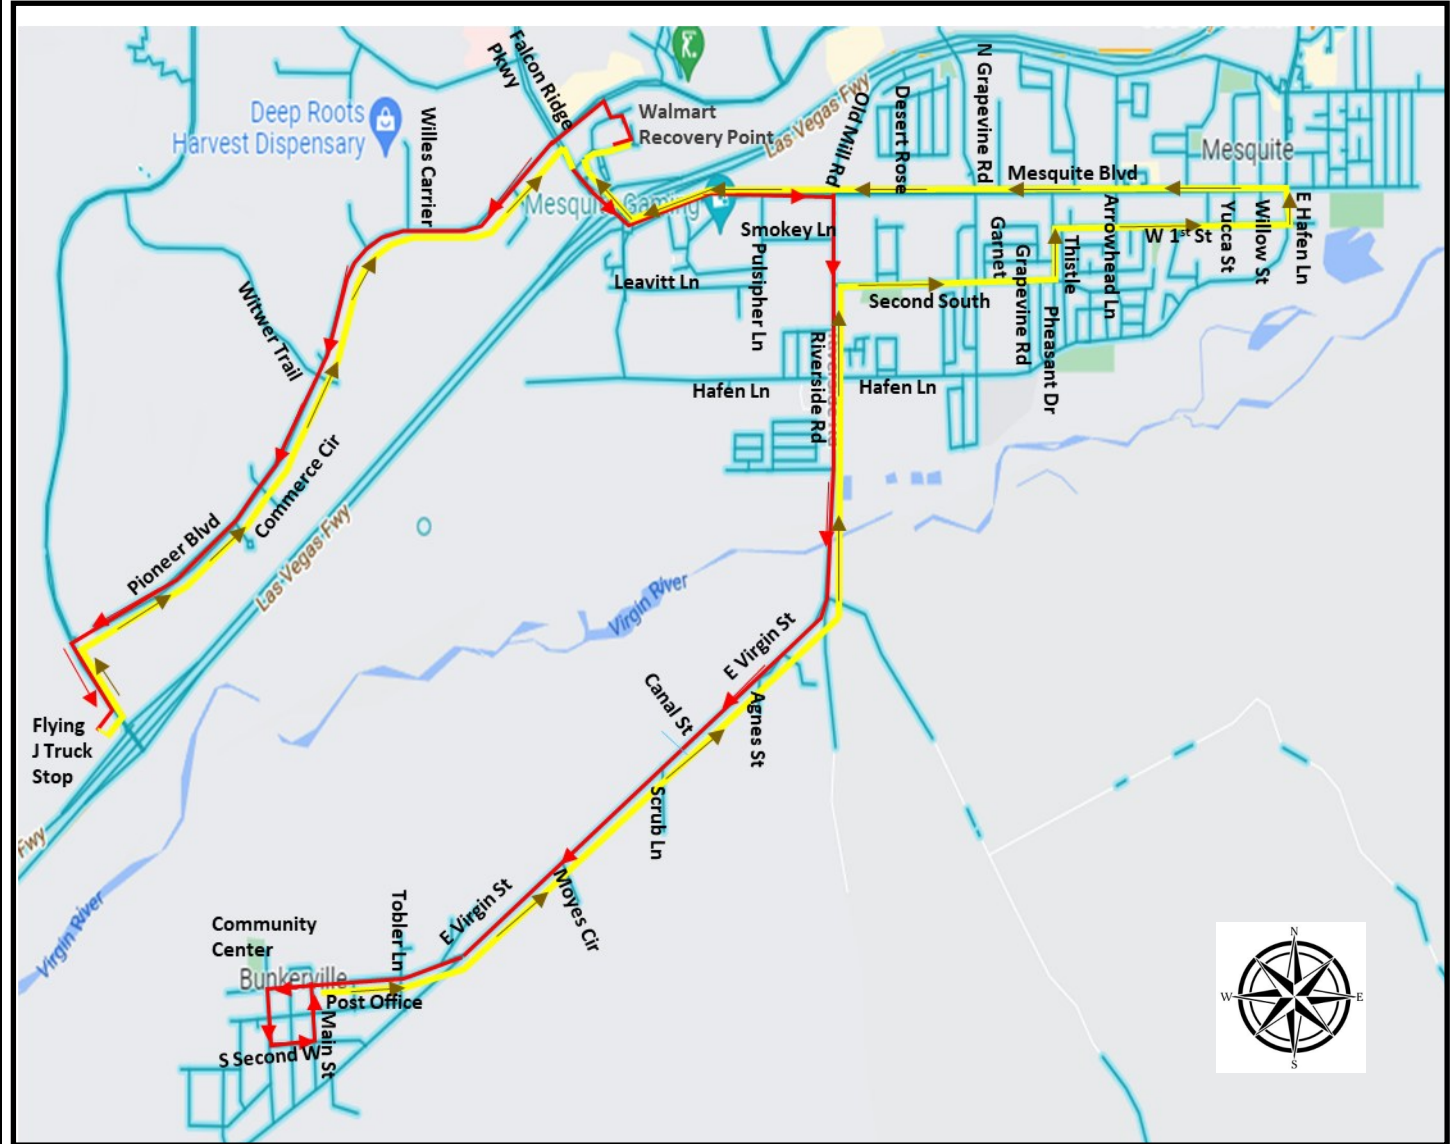 Falcon Ridge
Pkwy
Walmart
Recovery Point
Deep Roots
Harvest Dispensary
Willes Carrier
Las Vegas Fwy
Old Mill Rd
Desert Rose
N Grapevine Rd
Mesquite
Mesquite Blvd
Mesquite Gaming
Smokey Ln
Pulsipher Ln
Leavitt Ln
Garnet
Grapevine Rd
Thistle
Arrowhead Ln
W 1st St
Yucca St
Willow St
E Hafen Ln
Second South
Pheasant Dr
Witwer Trail
Riverside Rd
Hafen Ln
Hafen Ln
Commerce Cir
Pioneer Blvd
Las Vegas Fwy
Virgin River
E Virgin St
Canal St
Agnes St
Flying
J Truck
Stop
Scrub Ln
Fwy
Moyes Cir
E Virgin St
Tobler Ln
Virgin River
Community
Center
Bunkerville
Post Office
Main St
S Second W
N
W
E
S